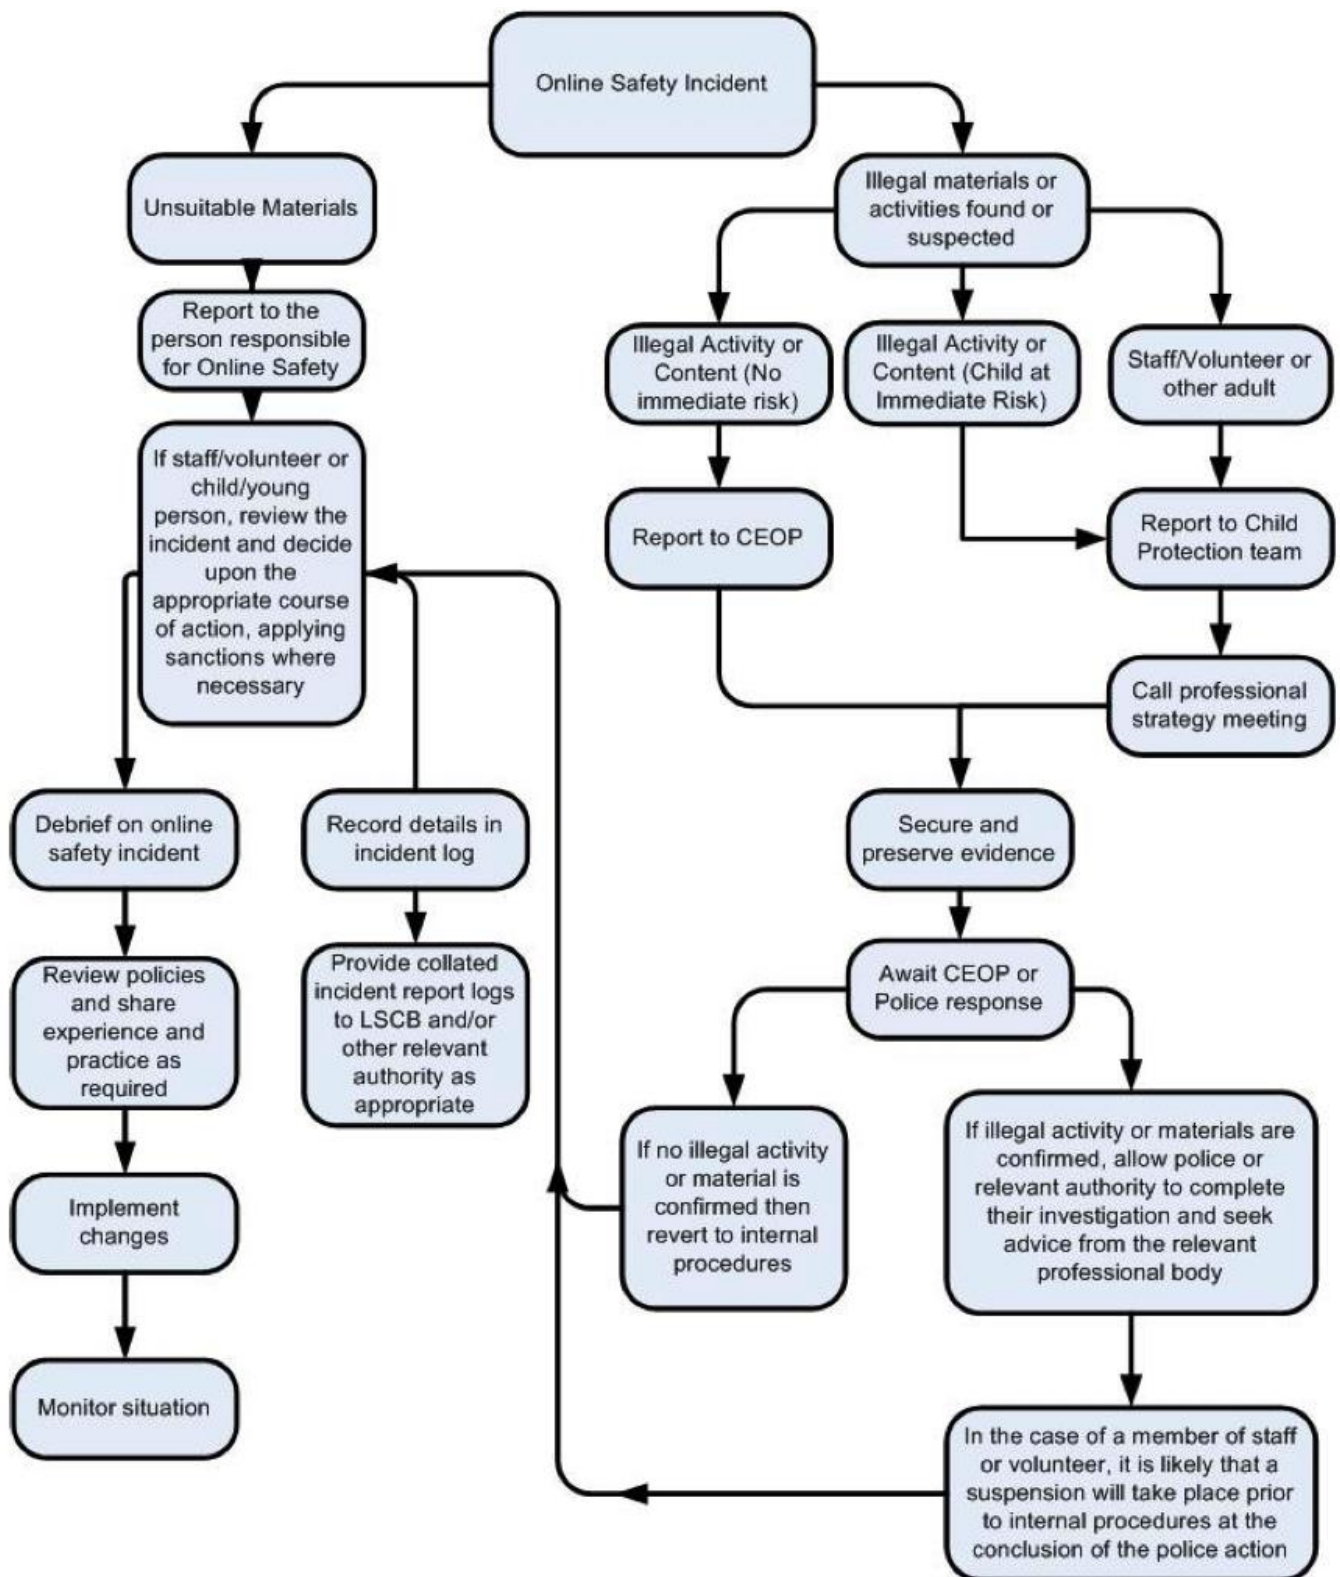 Online Safety Incident
Unsuitable Materials
Illegal materials or
activities found or
suspected
Report to the
person responsible
for Online Safety
Illegal Activity or
Content (No
immediate risk)
Illegal Activity or
Content (Child at
Immediate Risk)
Staff/Volunteer or
other adult
If staff/volunteer or
child/young
person, review the
incident and decide
upon the
appropriate course
of action, applying
sanctions where
necessary
Report to CEOP
Report to Child
Protection team
Call professional
strategy meeting
Debrief on online
safety incident
Record details in
incident log
Secure and
preserve evidence
Review policies
and share
experience and
practice as
required
Provide collated
incident report logs
to LSCB and/or
other relevant
authority as
appropriate
Await CEOP or
Police response
If no illegal activity
or material is
confirmed then
revert to internal
procedures
If illegal activity or materials are
confirmed, allow police or
relevant authority to complete
their investigation and seek
advice from the relevant
professional body
Implement
changes
Monitor situation
In the case of a member of staff
or volunteer, it is likely that a
suspension will take place prior
to internal procedures at the
conclusion of the police action